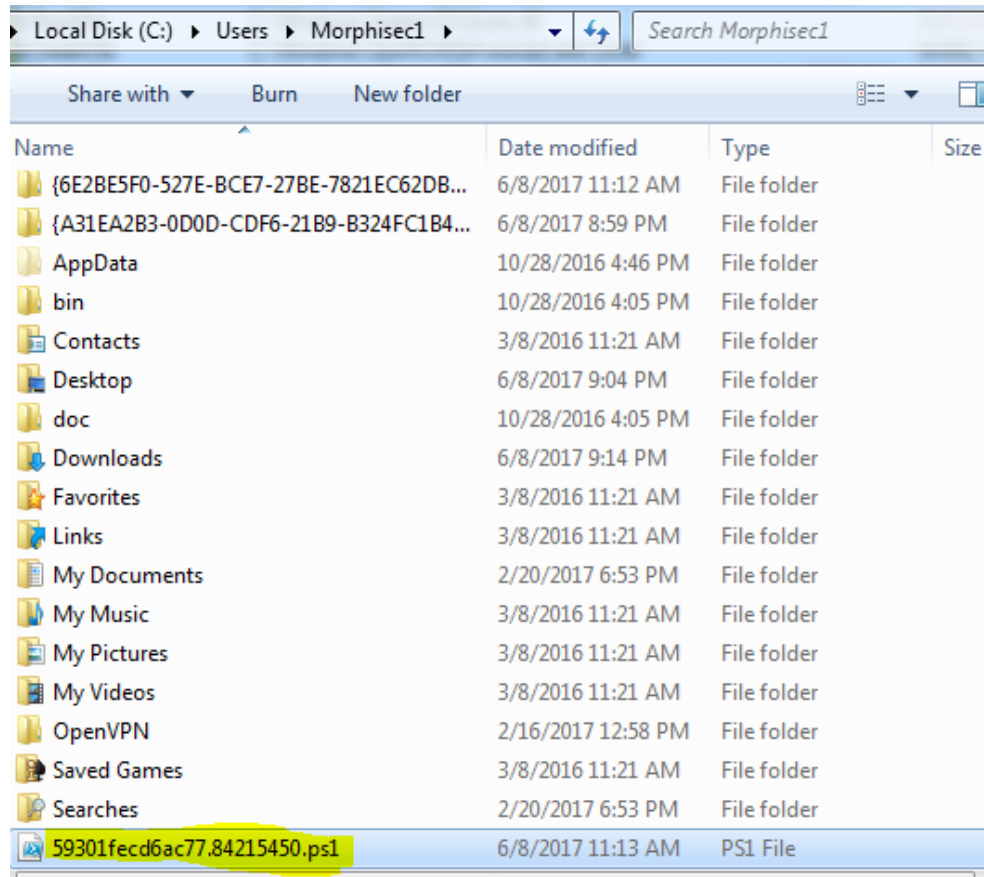 Local Disk (C:) Users Morphisec1 Search Morphisec1
Share with Burn New folder
Name Date modified Type Size
{6E2BE5F0-527E-BCE7-27BE-7821EC62DB... 6/8/2017 11:12 AM File folder
{A31EA2B3-0D0D-CDF6-21B9-B324FC1B4... 6/8/2017 8:59 PM File folder
AppData 10/28/2016 4:46 PM File folder
bin 10/28/2016 4:05 PM File folder
Contacts 3/8/2016 11:21 AM File folder
Desktop 6/8/2017 9:04 PM File folder
doc 10/28/2016 4:05 PM File folder
Downloads 6/8/2017 9:14 PM File folder
Favorites 3/8/2016 11:21 AM File folder
Links 3/8/2016 11:21 AM File folder
My Documents 2/20/2017 6:53 PM File folder
My Music 3/8/2016 11:21 AM File folder
My Pictures 3/8/2016 11:21 AM File folder
My Videos 3/8/2016 11:21 AM File folder
OpenVPN 2/16/2017 12:58 PM File folder
Saved Games 3/8/2016 11:21 AM File folder
Searches 2/20/2017 6:53 PM File folder
59301fecd6ac77.84215450.ps1 6/8/2017 11:13 AM PS1 File